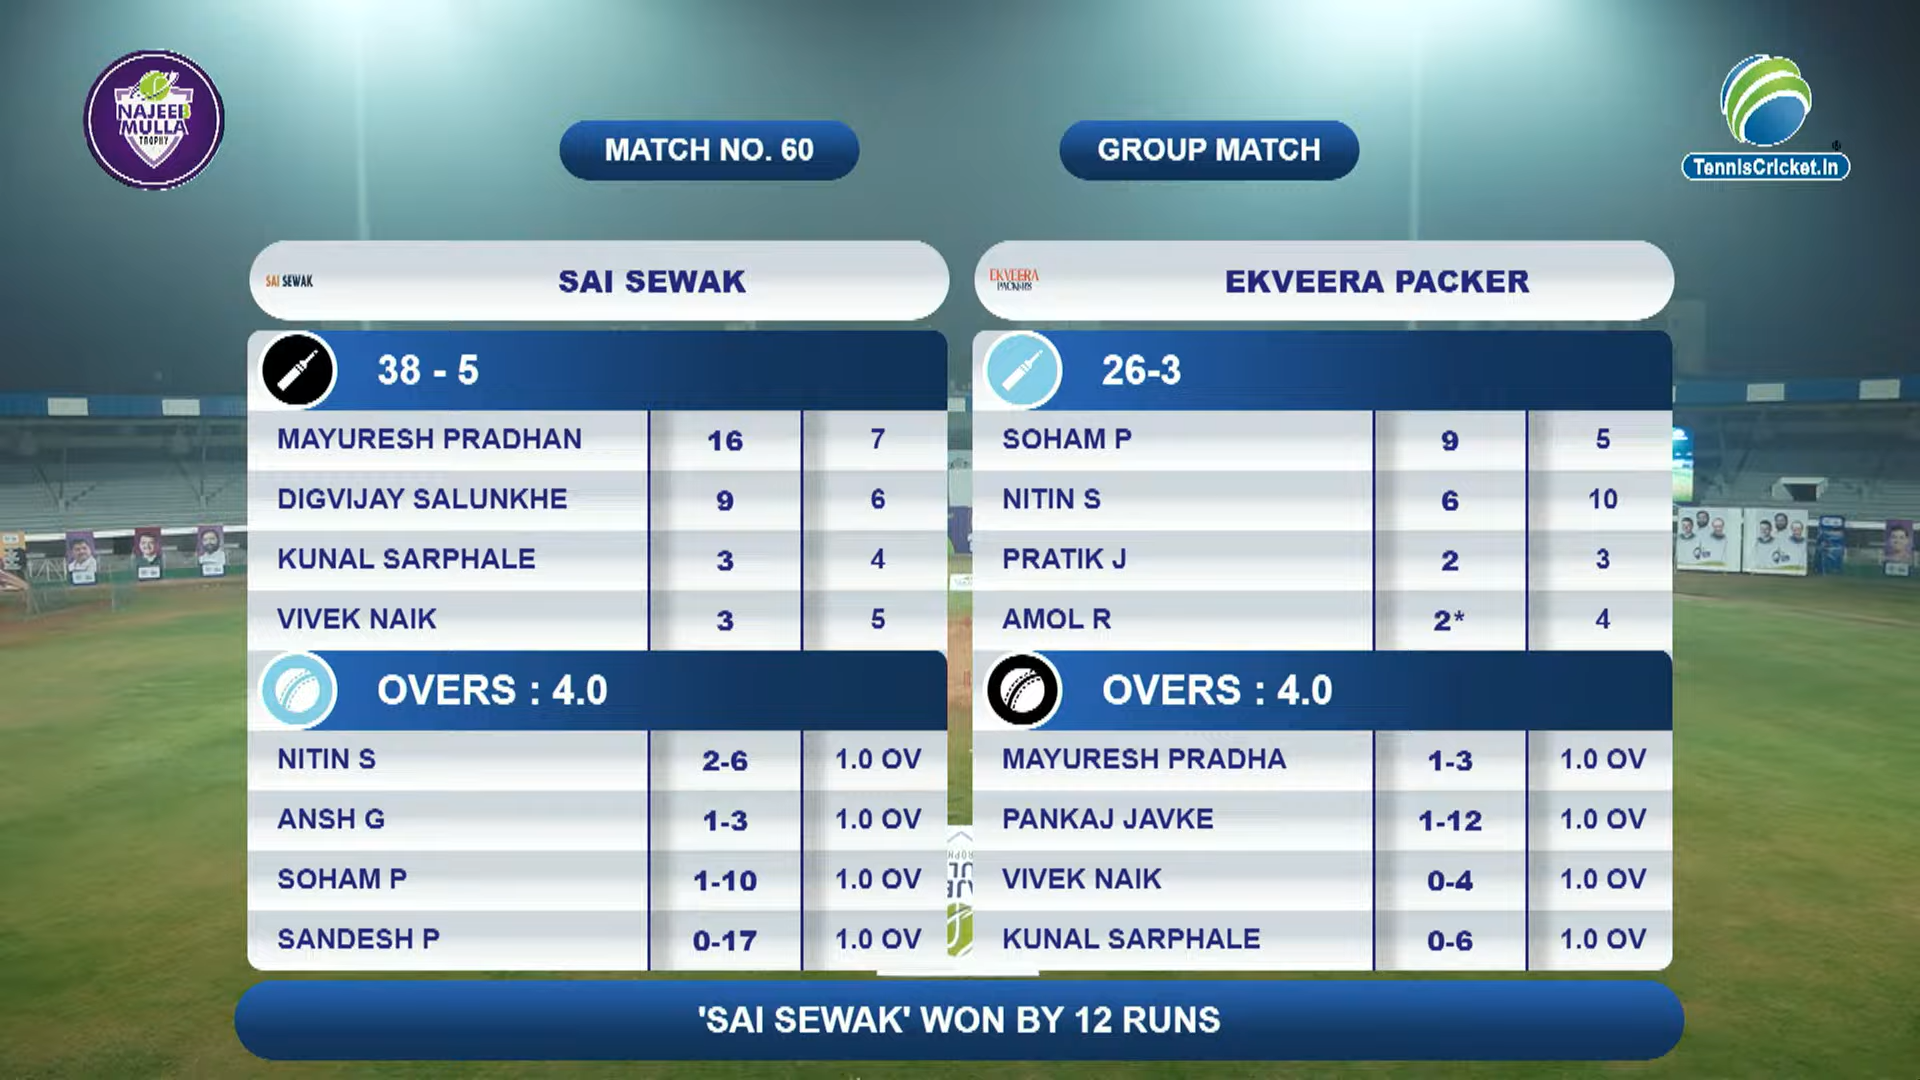 NAJEEB
MULLA
TROPHY
MATCH NO. 60
GROUP MATCH
TennisCricket.In
SAI SEWAK
SAI SEWAK
38 - 5
MAYURESH PRADHAN 16 7
DIGVIJAY SALUNKHE 9 6
KUNAL SARPHALE 3 4
VIVEK NAIK 3 5
OVERS : 4.0
NITIN S 2-6 1.0 OV
ANSH G 1-3 1.0 OV
SOHAM P 1-10 1.0 OV
SANDESH P 0-17 1.0 OV
EKVEERA
PACKERS
EKVEERA PACKER
26-3
SOHAM P 9 5
NITIN S 6 10
PRATIK J 2 3
AMOL R 2* 4
OVERS : 4.0
MAYURESH PRADHA 1-3 1.0 OV
PANKAJ JAVKE 1-12 1.0 OV
VIVEK NAIK 0-4 1.0 OV
KUNAL SARPHALE 0-6 1.0 OV
'SAI SEWAK' WON BY 12 RUNS